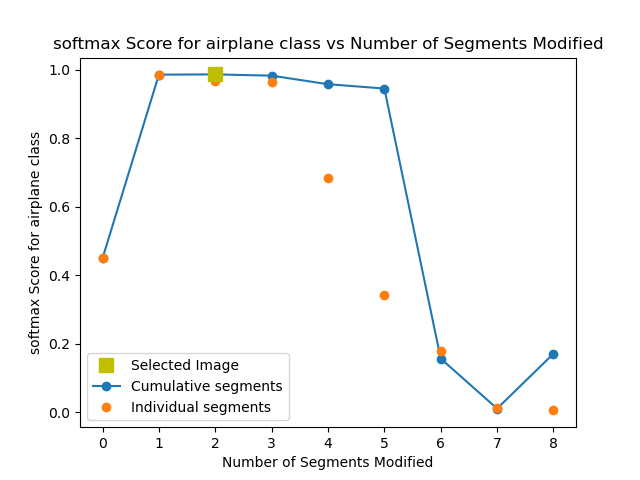 softmax Score for airplane class vs Number of Segments Modified
1.0
0.8
0.6
0.4
0.2
0.0
softmax Score for airplane class
Selected Image
Cumulative segments
Individual segments
0 1 2 3 4 5 6 7 8
Number of Segments Modified